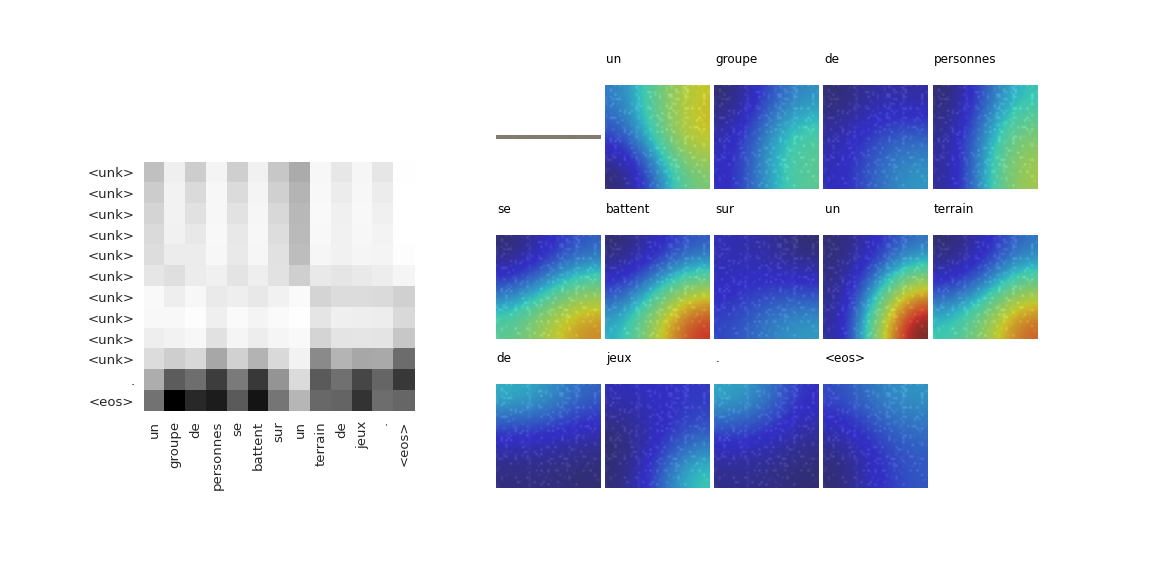 <unk>
<unk>
<unk>
<unk>
<unk>
<unk>
<unk>
<unk>
<unk>
<unk>
.
<eos>
un groupe de personnes se battent sur un terrain de jeux . <eos>
un groupe de personnes
se battent sur un terrain
de jeux . <eos>